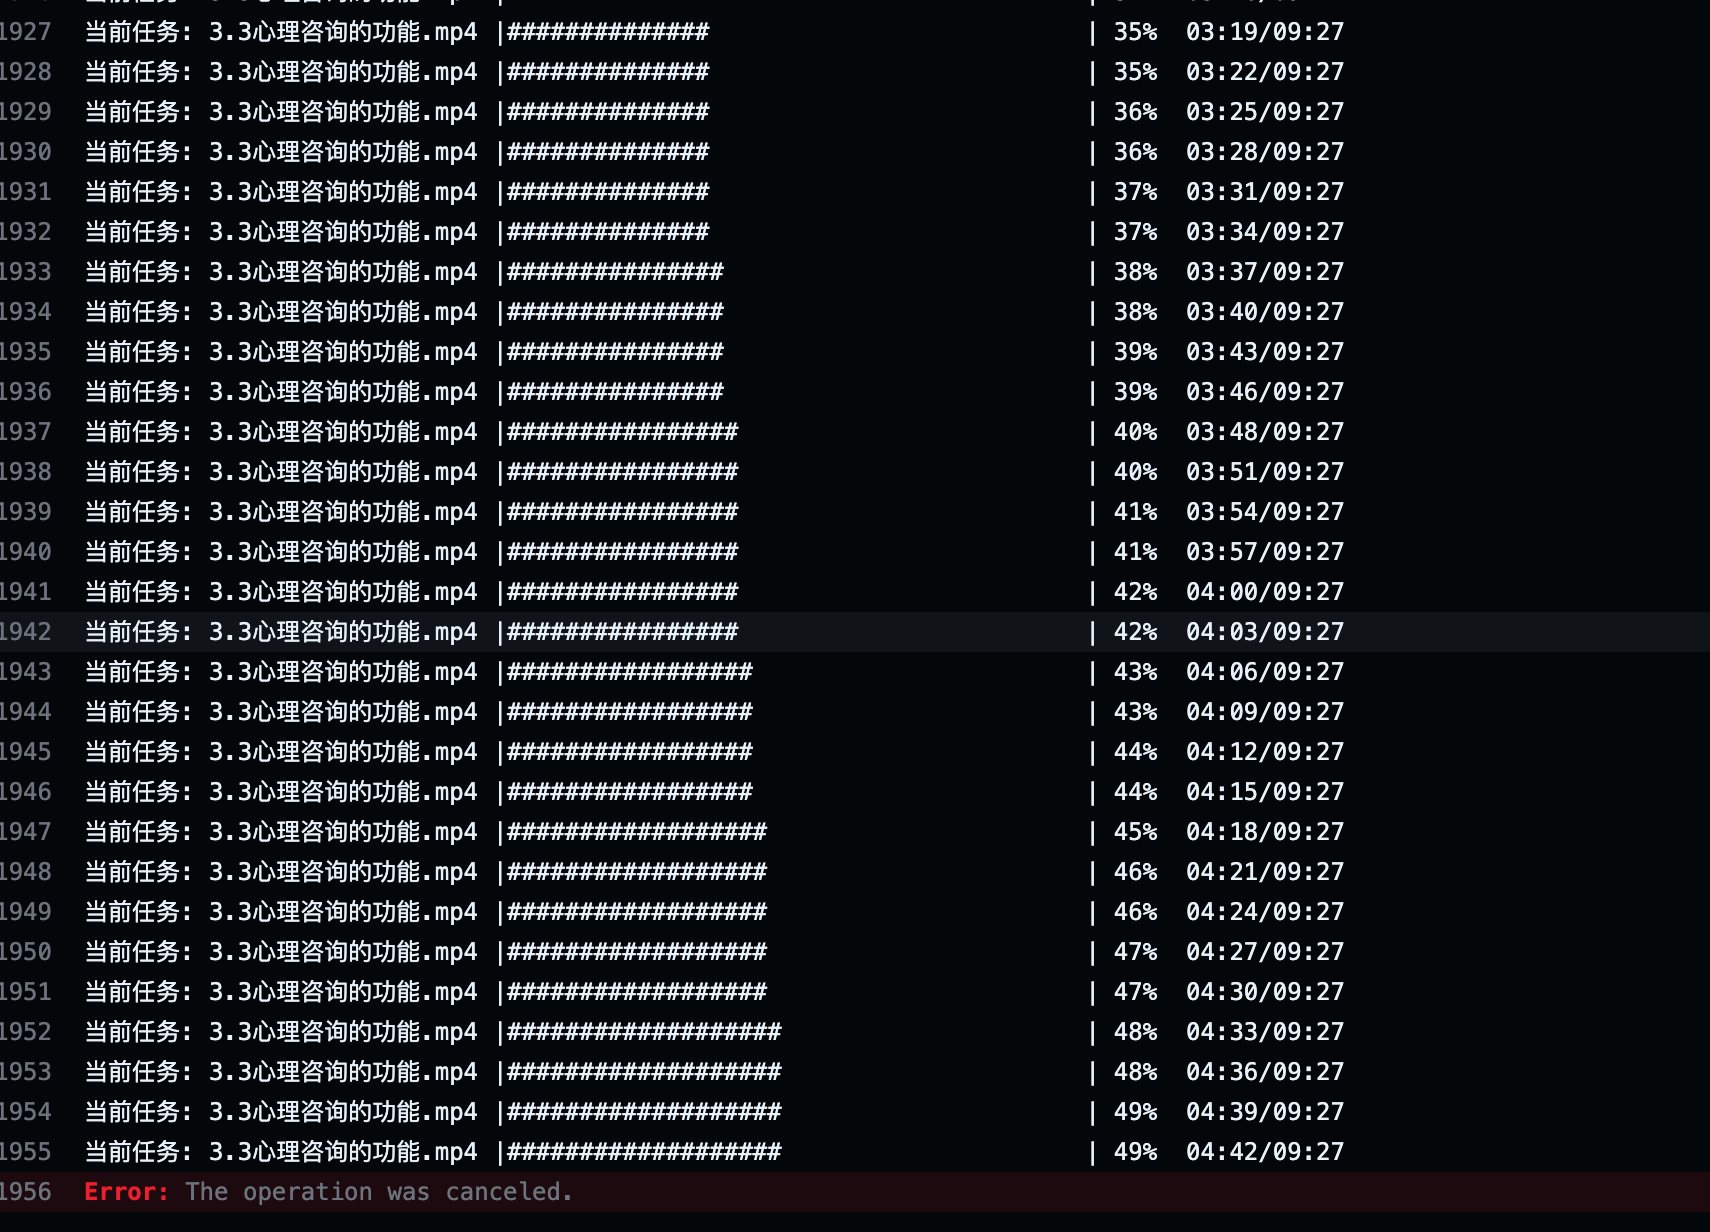 1927 当前任务: 3.3心理咨询的功能.mp4 |############## | 35% 03:19/09:27
1928 当前任务: 3.3心理咨询的功能.mp4 |############## | 35% 03:22/09:27
1929 当前任务: 3.3心理咨询的功能.mp4 |############## | 36% 03:25/09:27
1930 当前任务: 3.3心理咨询的功能.mp4 |############## | 36% 03:28/09:27
1931 当前任务: 3.3心理咨询的功能.mp4 |############## | 37% 03:31/09:27
1932 当前任务: 3.3心理咨询的功能.mp4 |############## | 37% 03:34/09:27
1933 当前任务: 3.3心理咨询的功能.mp4 |############### | 38% 03:37/09:27
1934 当前任务: 3.3心理咨询的功能.mp4 |############### | 38% 03:40/09:27
1935 当前任务: 3.3心理咨询的功能.mp4 |############### | 39% 03:43/09:27
1936 当前任务: 3.3心理咨询的功能.mp4 |############### | 39% 03:46/09:27
1937 当前任务: 3.3心理咨询的功能.mp4 |################ | 40% 03:48/09:27
1938 当前任务: 3.3心理咨询的功能.mp4 |################ | 40% 03:51/09:27
1939 当前任务: 3.3心理咨询的功能.mp4 |################ | 41% 03:54/09:27
1940 当前任务: 3.3心理咨询的功能.mp4 |################ | 41% 03:57/09:27
1941 当前任务: 3.3心理咨询的功能.mp4 |################ | 42% 04:00/09:27
1942 当前任务: 3.3心理咨询的功能.mp4 |################ | 42% 04:03/09:27
1943 当前任务: 3.3心理咨询的功能.mp4 |################# | 43% 04:06/09:27
1944 当前任务: 3.3心理咨询的功能.mp4 |################# | 43% 04:09/09:27
1945 当前任务: 3.3心理咨询的功能.mp4 |################# | 44% 04:12/09:27
1946 当前任务: 3.3心理咨询的功能.mp4 |################# | 44% 04:15/09:27
1947 当前任务: 3.3心理咨询的功能.mp4 |################## | 45% 04:18/09:27
1948 当前任务: 3.3心理咨询的功能.mp4 |################## | 46% 04:21/09:27
1949 当前任务: 3.3心理咨询的功能.mp4 |################## | 46% 04:24/09:27
1950 当前任务: 3.3心理咨询的功能.mp4 |################## | 47% 04:27/09:27
1951 当前任务: 3.3心理咨询的功能.mp4 |################## | 47% 04:30/09:27
1952 当前任务: 3.3心理咨询的功能.mp4 |################### | 48% 04:33/09:27
1953 当前任务: 3.3心理咨询的功能.mp4 |################### | 48% 04:36/09:27
1954 当前任务: 3.3心理咨询的功能.mp4 |################### | 49% 04:39/09:27
1955 当前任务: 3.3心理咨询的功能.mp4 |################### | 49% 04:42/09:27
1956 Error: The operation was canceled.